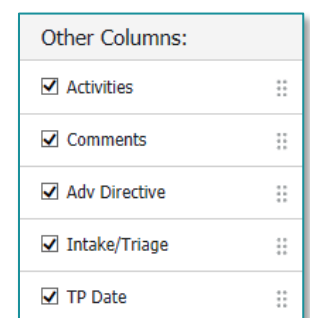 Other Columns:
Activities
Comments
Adv Directive
Intake/Triage
TP Date